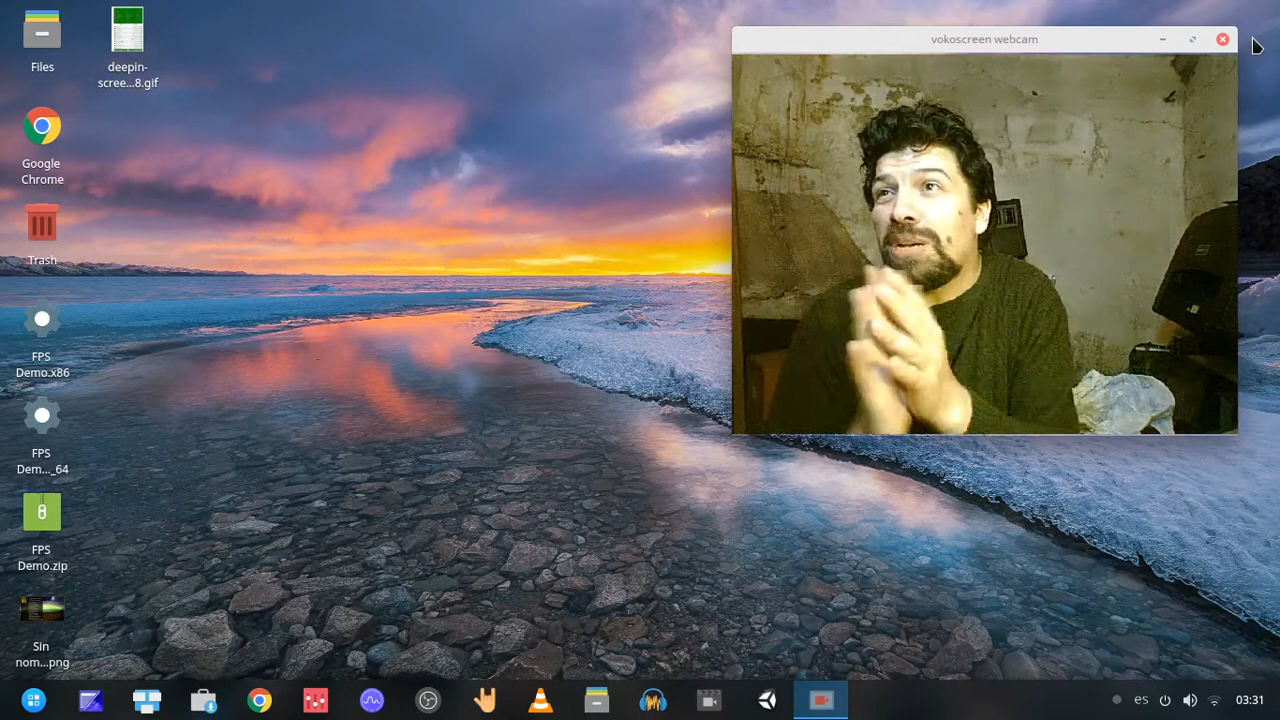 Files
deepin-
scree...8.gif
Google
Chrome
Trash
FPS
Demo.x86
FPS
Dem..._64
FPS
Demo.zip
Sin
nom...png
vokoscreen webcam
es
03:31